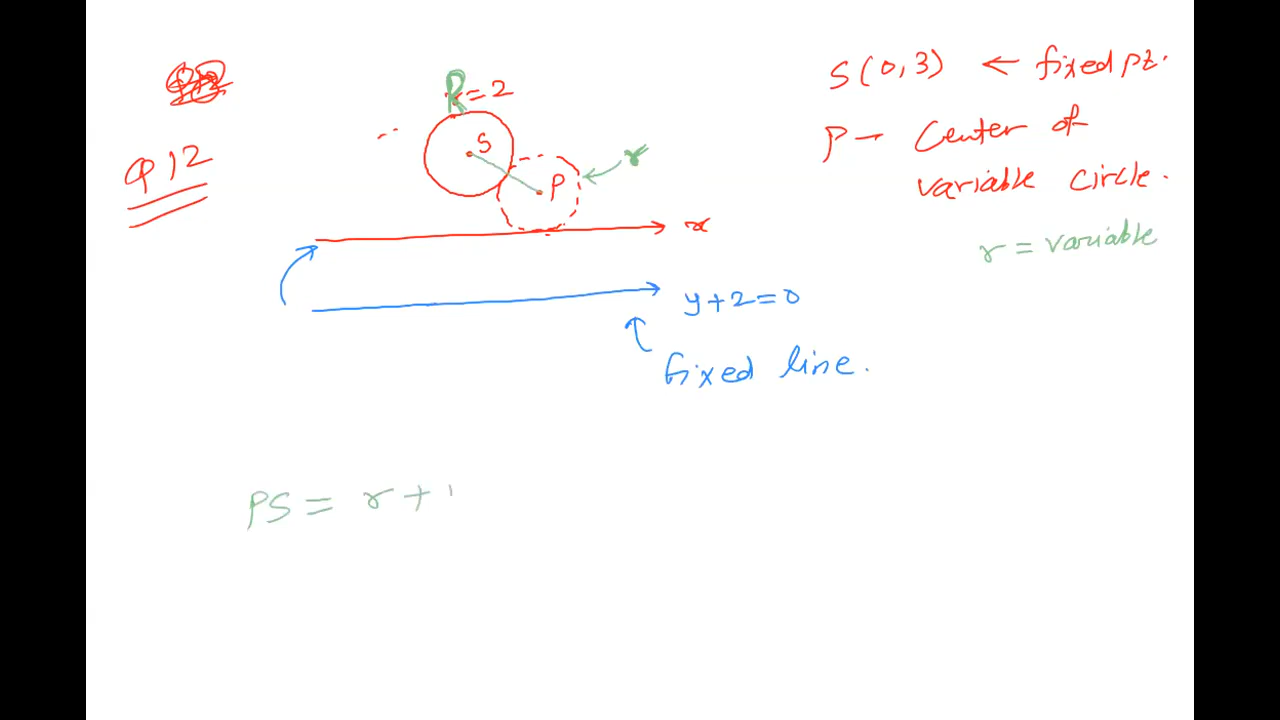 Q12
R=2
S
P
r
x
y+2=0
fixed line.
S(0,3) ← fixed pt.
P – Center of
variable circle.
r = variable
PS = r +